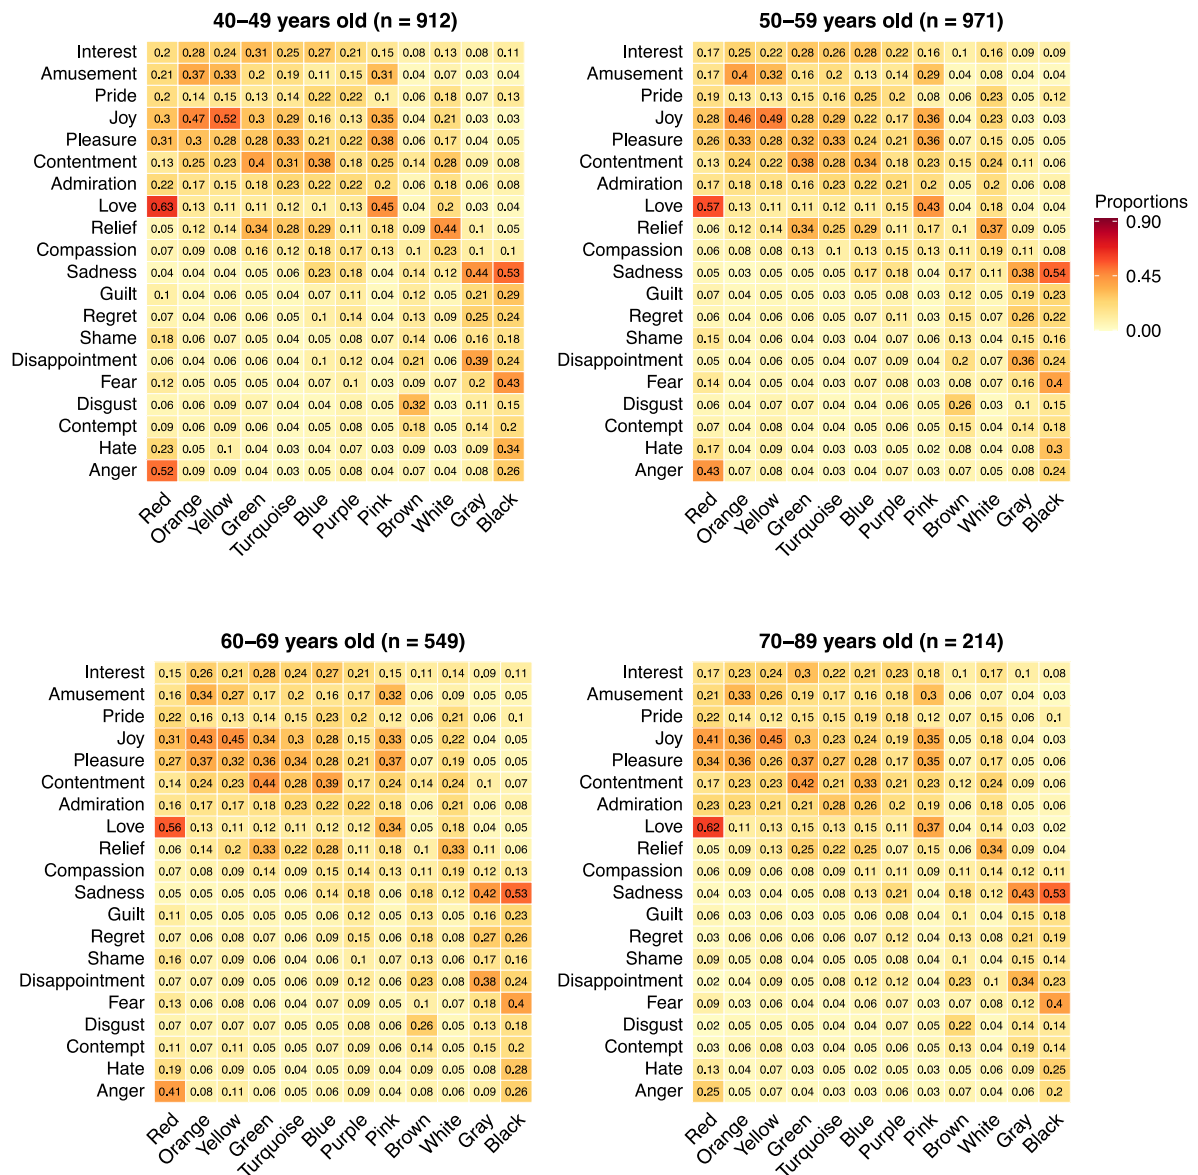 40–49 years old (n = 912)
Interest 0.2 0.28 0.24 0.31 0.25 0.27 0.21 0.15 0.08 0.13 0.08 0.11
Amusement 0.21 0.37 0.33 0.2 0.19 0.11 0.15 0.31 0.04 0.07 0.03 0.04
Pride 0.2 0.14 0.15 0.13 0.14 0.22 0.22 0.1 0.06 0.18 0.07 0.13
Joy 0.3 0.47 0.52 0.3 0.29 0.16 0.13 0.35 0.04 0.21 0.03 0.03
Pleasure 0.31 0.3 0.28 0.28 0.33 0.21 0.22 0.38 0.06 0.17 0.04 0.05
Contentment 0.13 0.25 0.23 0.4 0.31 0.38 0.18 0.25 0.14 0.28 0.09 0.08
Admiration 0.22 0.17 0.15 0.18 0.23 0.22 0.22 0.2 0.06 0.18 0.06 0.08
Love 0.63 0.13 0.11 0.11 0.12 0.1 0.13 0.45 0.04 0.2 0.03 0.04
Relief 0.05 0.12 0.14 0.34 0.28 0.29 0.11 0.18 0.09 0.44 0.1 0.05
Compassion 0.07 0.09 0.08 0.16 0.12 0.18 0.17 0.13 0.1 0.23 0.1 0.1
Sadness 0.04 0.04 0.04 0.05 0.06 0.23 0.18 0.04 0.14 0.12 0.44 0.53
Guilt 0.1 0.04 0.06 0.05 0.04 0.07 0.11 0.04 0.12 0.05 0.21 0.29
Regret 0.07 0.04 0.06 0.06 0.05 0.1 0.14 0.04 0.13 0.09 0.25 0.24
Shame 0.18 0.06 0.07 0.04 0.05 0.05 0.08 0.07 0.14 0.06 0.16 0.18
Disappointment 0.06 0.04 0.06 0.04 0.04 0.1 0.12 0.04 0.21 0.06 0.39 0.24
Fear 0.12 0.05 0.05 0.05 0.04 0.07 0.1 0.03 0.09 0.07 0.2 0.43
Disgust 0.06 0.06 0.09 0.07 0.04 0.04 0.08 0.05 0.32 0.03 0.11 0.15
Contempt 0.09 0.06 0.09 0.06 0.04 0.05 0.08 0.04 0.18 0.05 0.14 0.2
Hate 0.23 0.05 0.1 0.04 0.03 0.04 0.07 0.03 0.09 0.03 0.09 0.34
Anger 0.52 0.09 0.09 0.04 0.03 0.05 0.08 0.04 0.07 0.04 0.08 0.26
Red Orange Yellow Green Turquoise Blue Purple Pink Brown White Gray Black
50–59 years old (n = 971)
Interest 0.17 0.25 0.22 0.28 0.26 0.28 0.22 0.16 0.1 0.16 0.09 0.09
Amusement 0.17 0.4 0.32 0.16 0.2 0.13 0.14 0.29 0.04 0.08 0.04 0.04
Pride 0.19 0.13 0.13 0.15 0.16 0.25 0.2 0.08 0.06 0.23 0.05 0.12
Joy 0.28 0.46 0.49 0.28 0.29 0.22 0.17 0.36 0.04 0.23 0.03 0.04
Pleasure 0.26 0.33 0.28 0.32 0.33 0.24 0.21 0.36 0.07 0.15 0.05 0.05
Contentment 0.13 0.24 0.22 0.38 0.28 0.34 0.18 0.23 0.15 0.24 0.11 0.06
Admiration 0.17 0.18 0.18 0.16 0.23 0.22 0.21 0.2 0.05 0.2 0.06 0.08
Love 0.57 0.13 0.11 0.11 0.12 0.11 0.15 0.43 0.04 0.18 0.04 0.04
Relief 0.06 0.12 0.14 0.34 0.25 0.29 0.11 0.17 0.1 0.37 0.09 0.05
Compassion 0.06 0.09 0.08 0.13 0.1 0.13 0.15 0.13 0.11 0.19 0.11 0.08
Sadness 0.05 0.03 0.05 0.05 0.05 0.17 0.18 0.04 0.17 0.11 0.38 0.54
Guilt 0.07 0.04 0.05 0.05 0.03 0.05 0.08 0.03 0.12 0.05 0.19 0.23
Regret 0.06 0.04 0.06 0.05 0.05 0.07 0.11 0.03 0.15 0.07 0.26 0.22
Shame 0.15 0.04 0.06 0.04 0.03 0.04 0.07 0.06 0.13 0.04 0.15 0.16
Disappointment 0.05 0.04 0.06 0.05 0.04 0.07 0.09 0.04 0.2 0.07 0.36 0.24
Fear 0.14 0.04 0.05 0.04 0.03 0.07 0.08 0.03 0.08 0.07 0.16 0.4
Disgust 0.06 0.04 0.07 0.07 0.04 0.04 0.06 0.05 0.26 0.03 0.1 0.15
Contempt 0.07 0.04 0.08 0.04 0.04 0.05 0.06 0.04 0.15 0.04 0.14 0.18
Hate 0.17 0.04 0.09 0.04 0.03 0.03 0.05 0.02 0.08 0.04 0.08 0.3
Anger 0.43 0.07 0.08 0.04 0.03 0.04 0.08 0.03 0.07 0.05 0.08 0.24
Red Orange Yellow Green Turquoise Blue Purple Pink Brown White Gray Black
Proportions
0.90
0.45
0.00
60–69 years old (n = 549)
Interest 0.15 0.26 0.21 0.28 0.24 0.27 0.21 0.15 0.11 0.14 0.09 0.11
Amusement 0.16 0.34 0.27 0.17 0.2 0.16 0.17 0.32 0.06 0.09 0.05 0.05
Pride 0.22 0.16 0.13 0.14 0.15 0.23 0.2 0.12 0.06 0.21 0.06 0.1
Joy 0.31 0.43 0.45 0.34 0.3 0.28 0.15 0.33 0.05 0.22 0.04 0.05
Pleasure 0.27 0.37 0.32 0.36 0.34 0.28 0.21 0.37 0.07 0.19 0.05 0.05
Contentment 0.14 0.24 0.23 0.44 0.28 0.39 0.17 0.24 0.14 0.24 0.1 0.07
Admiration 0.16 0.17 0.17 0.18 0.23 0.22 0.22 0.18 0.06 0.21 0.06 0.08
Love 0.56 0.13 0.11 0.12 0.11 0.12 0.12 0.34 0.05 0.18 0.04 0.05
Relief 0.06 0.14 0.2 0.33 0.22 0.28 0.11 0.18 0.1 0.33 0.11 0.06
Compassion 0.07 0.08 0.09 0.14 0.09 0.15 0.14 0.13 0.11 0.19 0.12 0.13
Sadness 0.05 0.05 0.05 0.05 0.06 0.14 0.18 0.06 0.18 0.12 0.42 0.53
Guilt 0.11 0.05 0.05 0.05 0.05 0.06 0.12 0.05 0.13 0.05 0.16 0.23
Regret 0.07 0.06 0.08 0.07 0.06 0.09 0.15 0.06 0.18 0.08 0.27 0.26
Shame 0.16 0.07 0.09 0.06 0.04 0.06 0.1 0.07 0.13 0.06 0.17 0.16
Disappointment 0.07 0.07 0.09 0.06 0.05 0.09 0.12 0.06 0.23 0.08 0.38 0.24
Fear 0.13 0.06 0.08 0.06 0.04 0.07 0.09 0.05 0.1 0.07 0.18 0.4
Disgust 0.07 0.07 0.07 0.07 0.05 0.05 0.08 0.06 0.26 0.05 0.13 0.18
Contempt 0.11 0.07 0.11 0.05 0.05 0.07 0.09 0.06 0.14 0.05 0.15 0.2
Hate 0.19 0.06 0.09 0.05 0.04 0.05 0.06 0.04 0.09 0.05 0.08 0.28
Anger 0.41 0.08 0.11 0.06 0.05 0.06 0.09 0.04 0.08 0.06 0.08 0.26
Red Orange Yellow Green Turquoise Blue Purple Pink Brown White Gray Black
70–89 years old (n = 214)
Interest 0.17 0.23 0.24 0.3 0.22 0.21 0.23 0.18 0.1 0.17 0.1 0.08
Amusement 0.21 0.33 0.26 0.19 0.17 0.16 0.18 0.3 0.06 0.07 0.04 0.03
Pride 0.22 0.14 0.12 0.15 0.15 0.19 0.18 0.12 0.07 0.15 0.06 0.1
Joy 0.41 0.36 0.45 0.3 0.23 0.24 0.19 0.35 0.05 0.18 0.04 0.03
Pleasure 0.34 0.36 0.26 0.37 0.27 0.28 0.17 0.35 0.07 0.15 0.05 0.06
Contentment 0.17 0.23 0.23 0.42 0.21 0.33 0.21 0.23 0.12 0.24 0.09 0.06
Admiration 0.23 0.23 0.21 0.21 0.28 0.26 0.2 0.19 0.06 0.18 0.05 0.06
Love 0.62 0.11 0.13 0.15 0.13 0.15 0.11 0.37 0.04 0.14 0.03 0.02
Relief 0.05 0.09 0.13 0.25 0.22 0.25 0.07 0.15 0.06 0.34 0.09 0.04
Compassion 0.06 0.06 0.06 0.09 0.08 0.11 0.11 0.09 0.11 0.14 0.12 0.11
Sadness 0.04 0.03 0.04 0.05 0.08 0.13 0.21 0.04 0.18 0.12 0.43 0.53
Guilt 0.06 0.03 0.06 0.03 0.05 0.06 0.08 0.04 0.1 0.04 0.15 0.18
Regret 0.03 0.06 0.06 0.06 0.06 0.07 0.12 0.04 0.13 0.08 0.21 0.19
Shame 0.09 0.05 0.08 0.04 0.05 0.04 0.05 0.04 0.1 0.04 0.15 0.14
Disappointment 0.04 0.04 0.06 0.05 0.08 0.12 0.12 0.04 0.23 0.1 0.34 0.23
Fear 0.09 0.03 0.06 0.04 0.04 0.06 0.09 0.03 0.07 0.08 0.12 0.4
Disgust 0.02 0.05 0.05 0.05 0.04 0.04 0.07 0.05 0.22 0.04 0.14 0.14
Contempt 0.03 0.06 0.08 0.03 0.04 0.05 0.06 0.04 0.13 0.04 0.19 0.14
Hate 0.13 0.04 0.07 0.03 0.05 0.02 0.05 0.03 0.06 0.06 0.09 0.25
Anger 0.25 0.05 0.07 0.04 0.03 0.03 0.09 0.03 0.07 0.04 0.06 0.2
Red Orange Yellow Green Turquoise Blue Purple Pink Brown White Gray Black